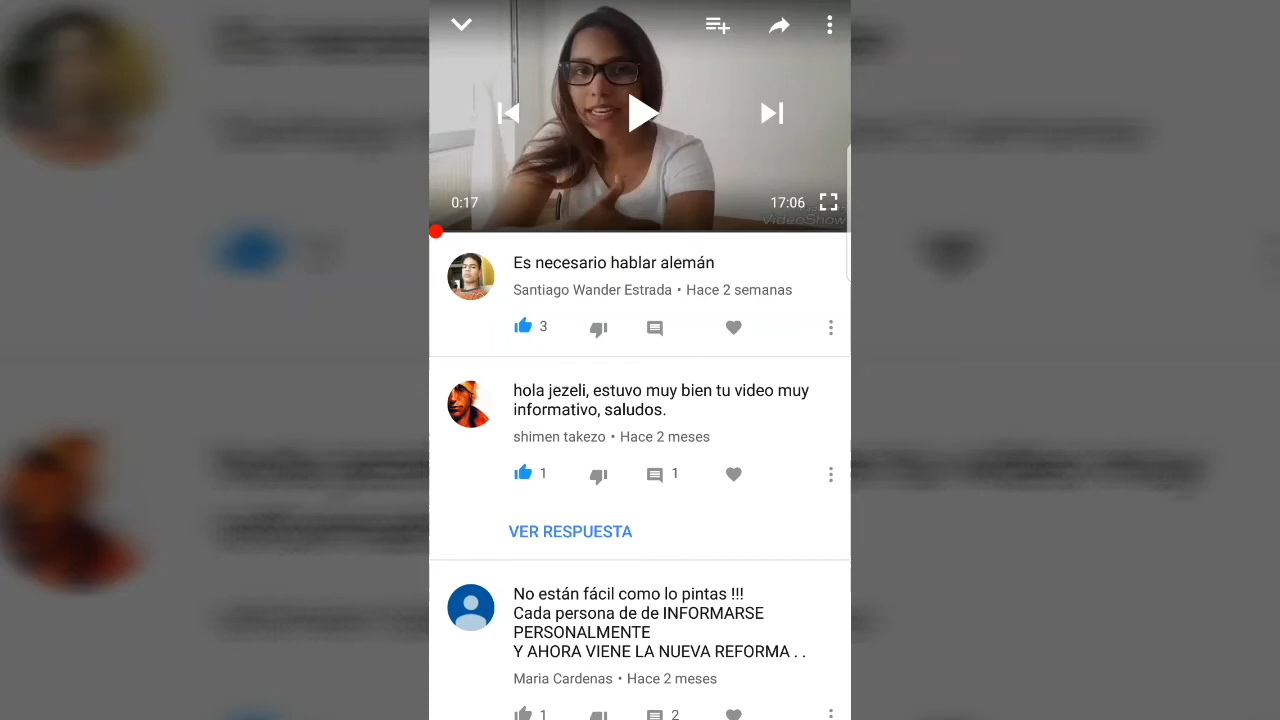 0:17
17:06
VideoShow
Es necesario hablar alemán
Santiago Wander Estrada • Hace 2 semanas
3
hola jezeli, estuvo muy bien tu video muy
informativo, saludos.
shimen takezo • Hace 2 meses
1
1
VER RESPUESTA
No están fácil como lo pintas !!!
Cada persona de de INFORMARSE
PERSONALMENTE
Y AHORA VIENE LA NUEVA REFORMA . .
Maria Cardenas • Hace 2 meses
1
2